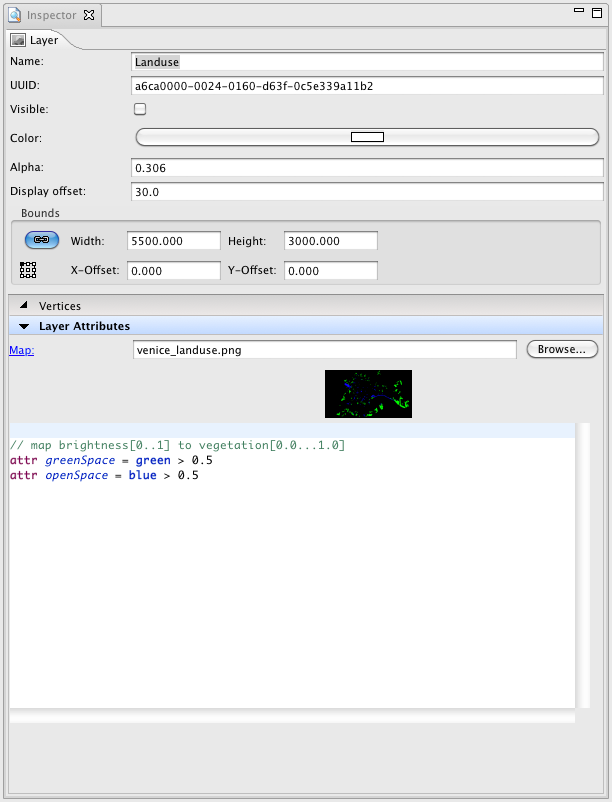 Inspector
Layer
Name: Landuse
UUID: a6ca0000-0024-0160-d63f-0c5e339a11b2
Visible:
Color:
Alpha: 0.306
Display offset: 30.0
Bounds
Width: 5500.000 Height: 3000.000
X-Offset: 0.000 Y-Offset: 0.000
Vertices
Layer Attributes
Map: venice_landuse.png Browse...
// map brightness[0..1] to vegetation[0.0...1.0]
attr greenSpace = green > 0.5
attr openSpace = blue > 0.5